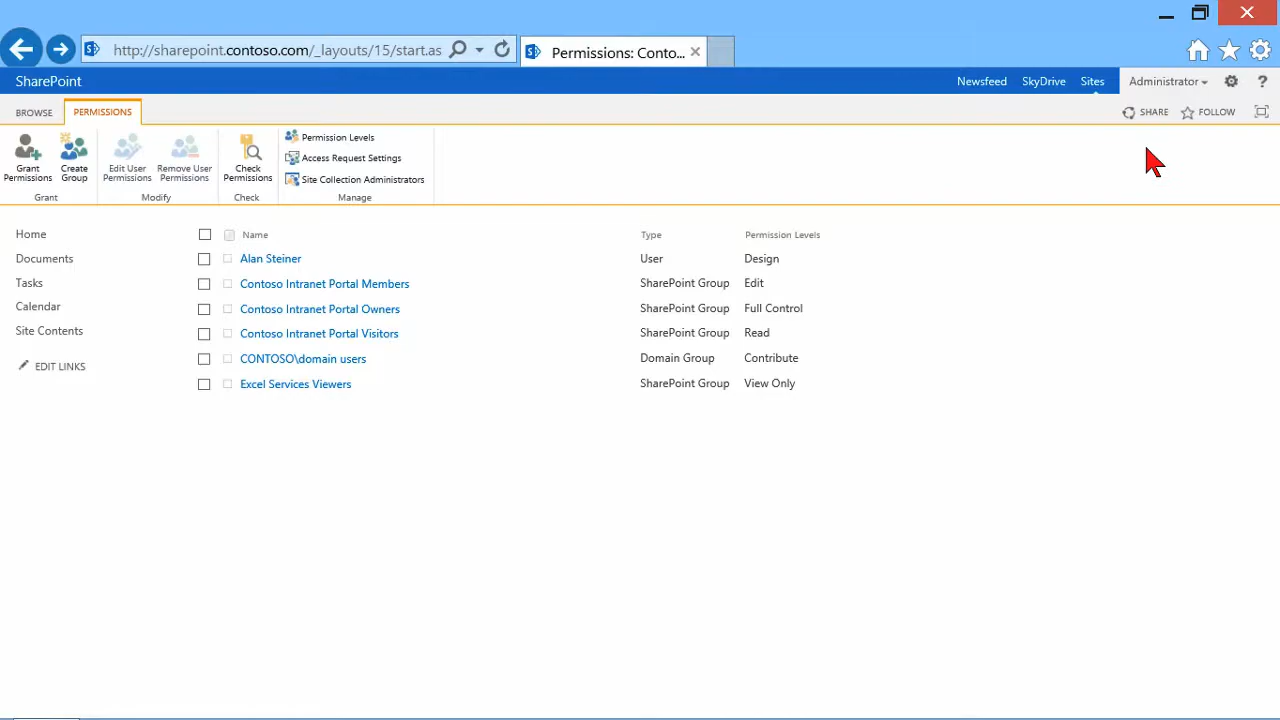 http://sharepoint.contoso.com/_layouts/15/start.as
Permissions: Conto...
SharePoint
Newsfeed SkyDrive Sites Administrator
BROWSE PERMISSIONS SHARE FOLLOW
Grant Permissions
Create Group
Grant
Edit User Permissions
Remove User Permissions
Modify
Check Permissions
Check
Permission Levels
Access Request Settings
Site Collection Administrators
Manage
Home
Documents
Tasks
Calendar
Site Contents
EDIT LINKS
Name Type Permission Levels
Alan Steiner User Design
Contoso Intranet Portal Members SharePoint Group Edit
Contoso Intranet Portal Owners SharePoint Group Full Control
Contoso Intranet Portal Visitors SharePoint Group Read
CONTOSO\domain users Domain Group Contribute
Excel Services Viewers SharePoint Group View Only